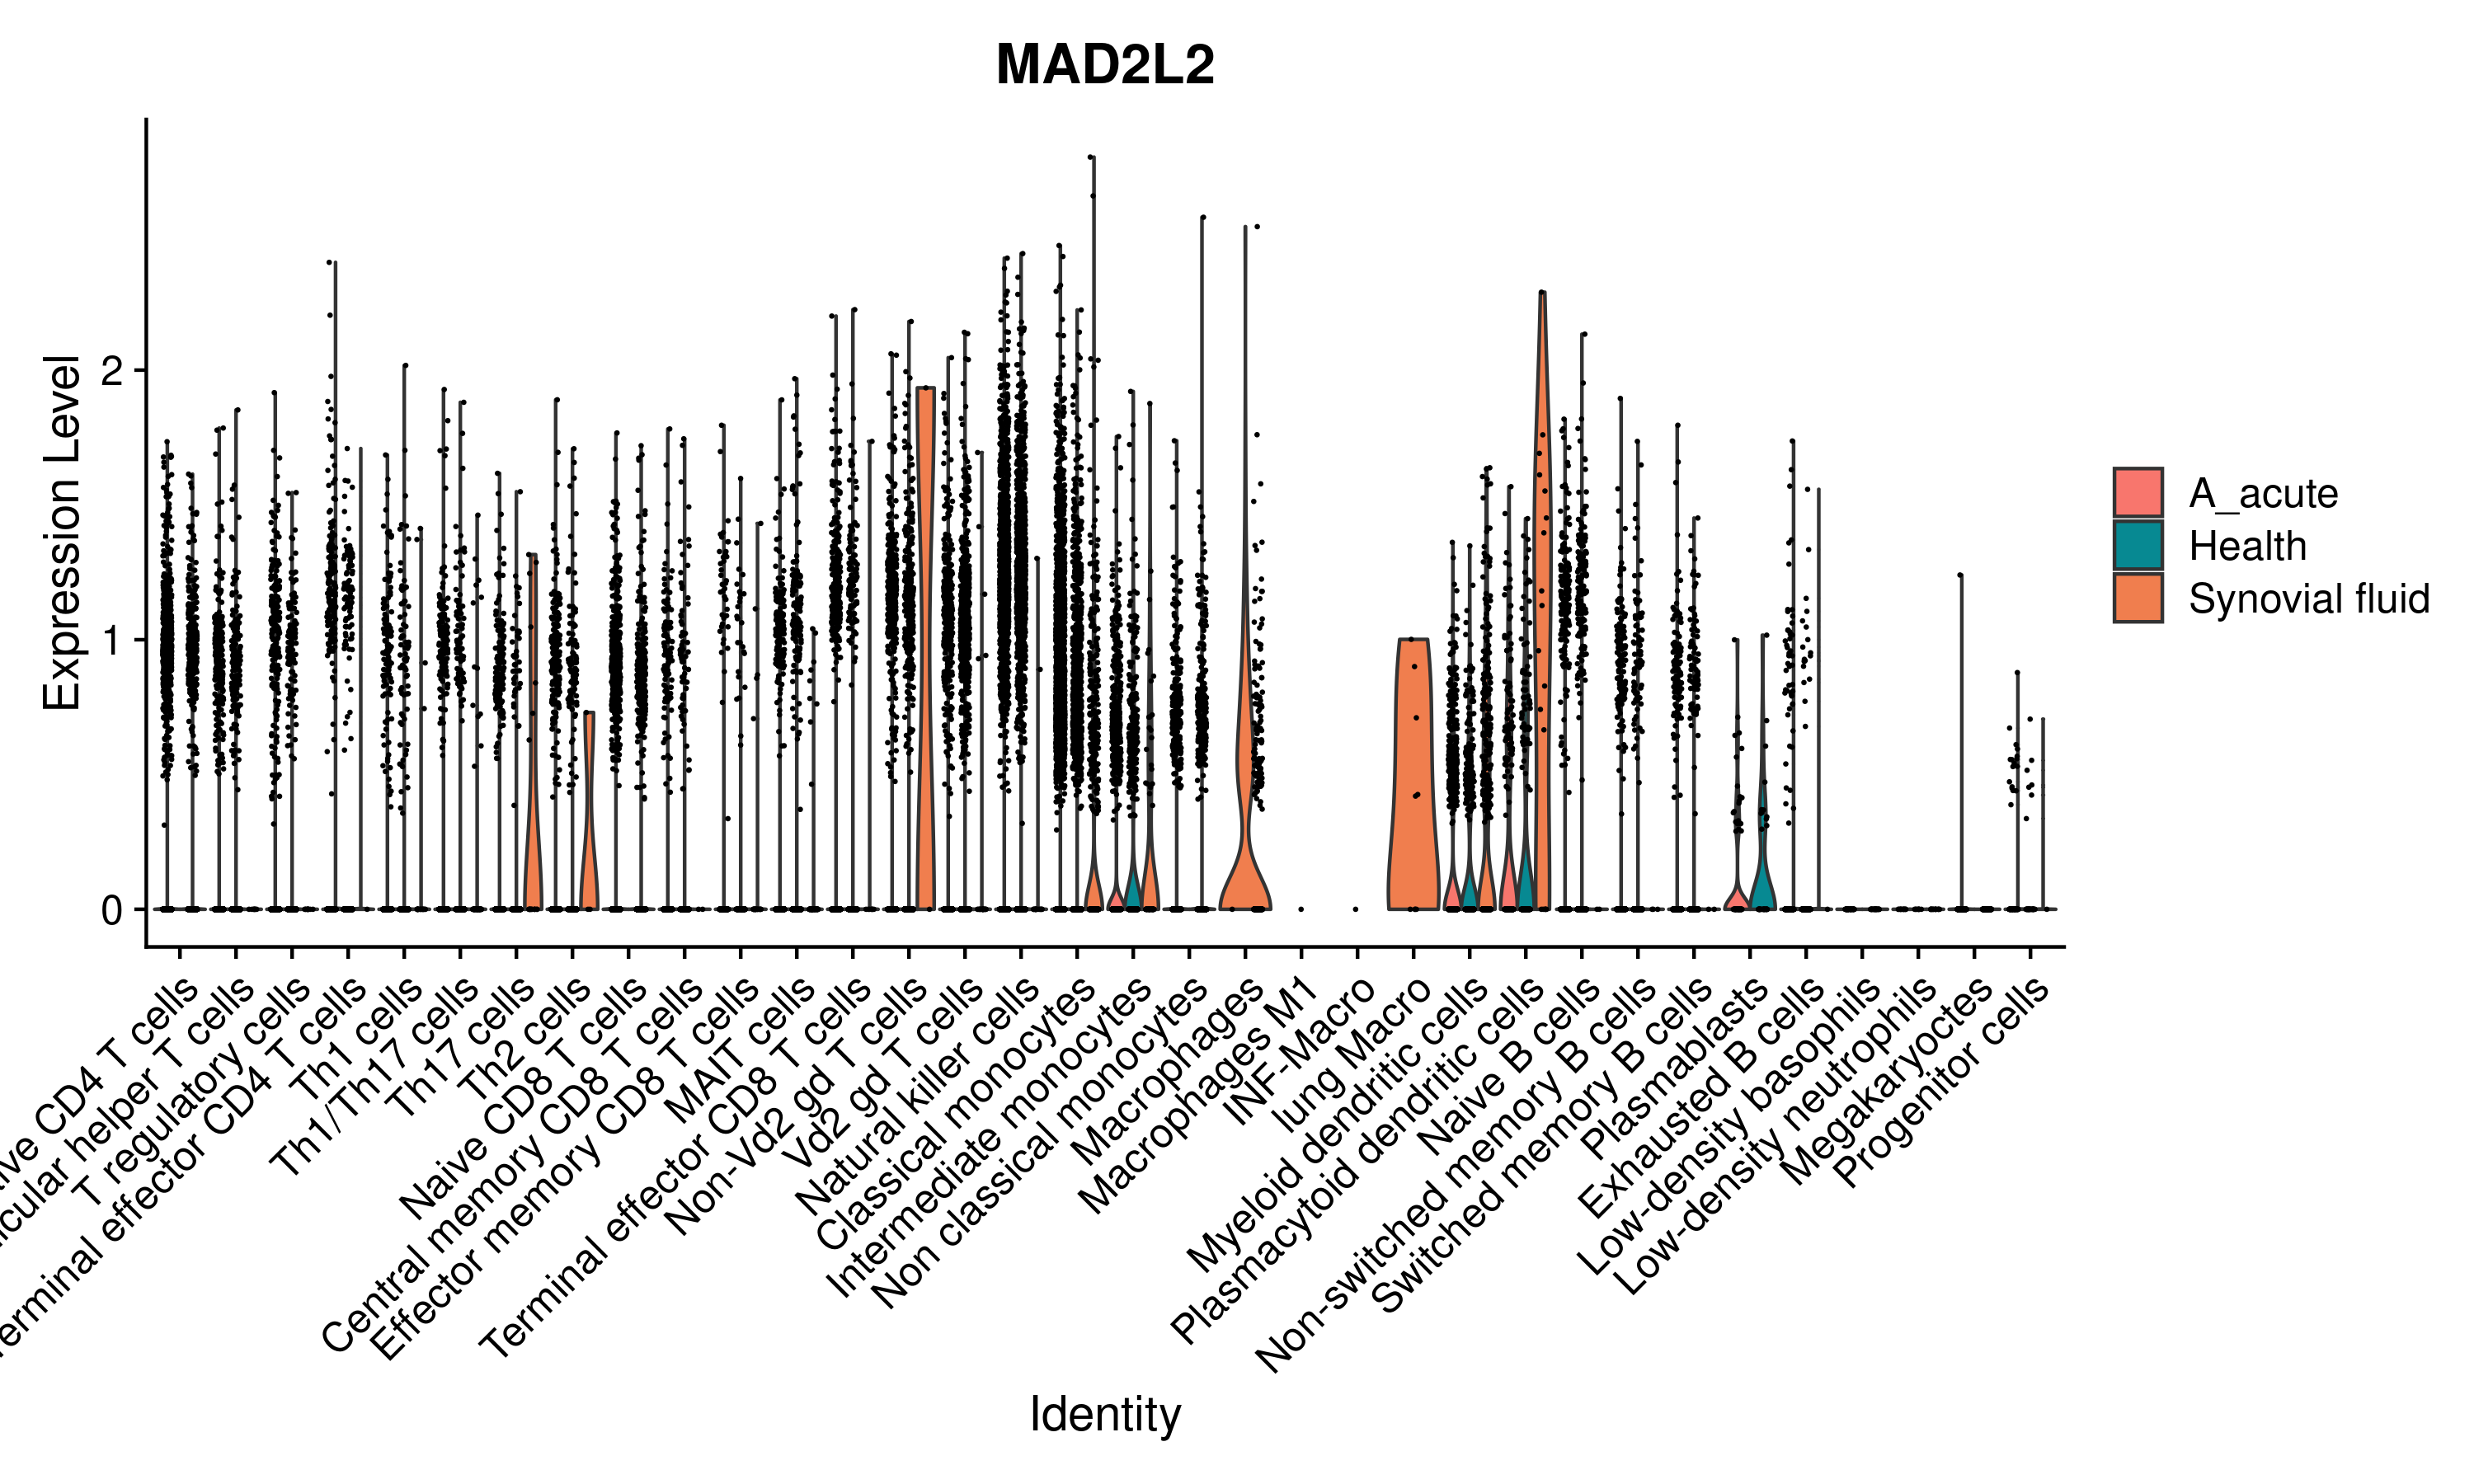 MAD2L2
Expression Level
2
1
0
CD4 T cells
helper T cells
T regulatory cells
effector CD4 T cells
Th1 cells
Th1/Th17 cells
Th17 cells
Th2 cells
Naive CD8 T cells
Central memory CD8 T cells
Effector memory CD8 T cells
MAIT cells
Terminal effector CD8 T cells
Non-Vd2 gd T cells
Vd2 gd T cells
Natural killer cells
Classical monocytes
Intermediate monocytes
Non classical monocytes
Macrophages
Macrophages M1
INF-Macro
lung Macro
Myeloid dendritic cells
Plasmacytoid dendritic cells
Naive B cells
Non-switched memory B cells
Switched memory B cells
Plasmablasts
Exhausted B cells
Low-density basophils
Low-density neutrophils
Megakaryocytes
Progenitor cells
Identity
A_acute
Health
Synovial fluid